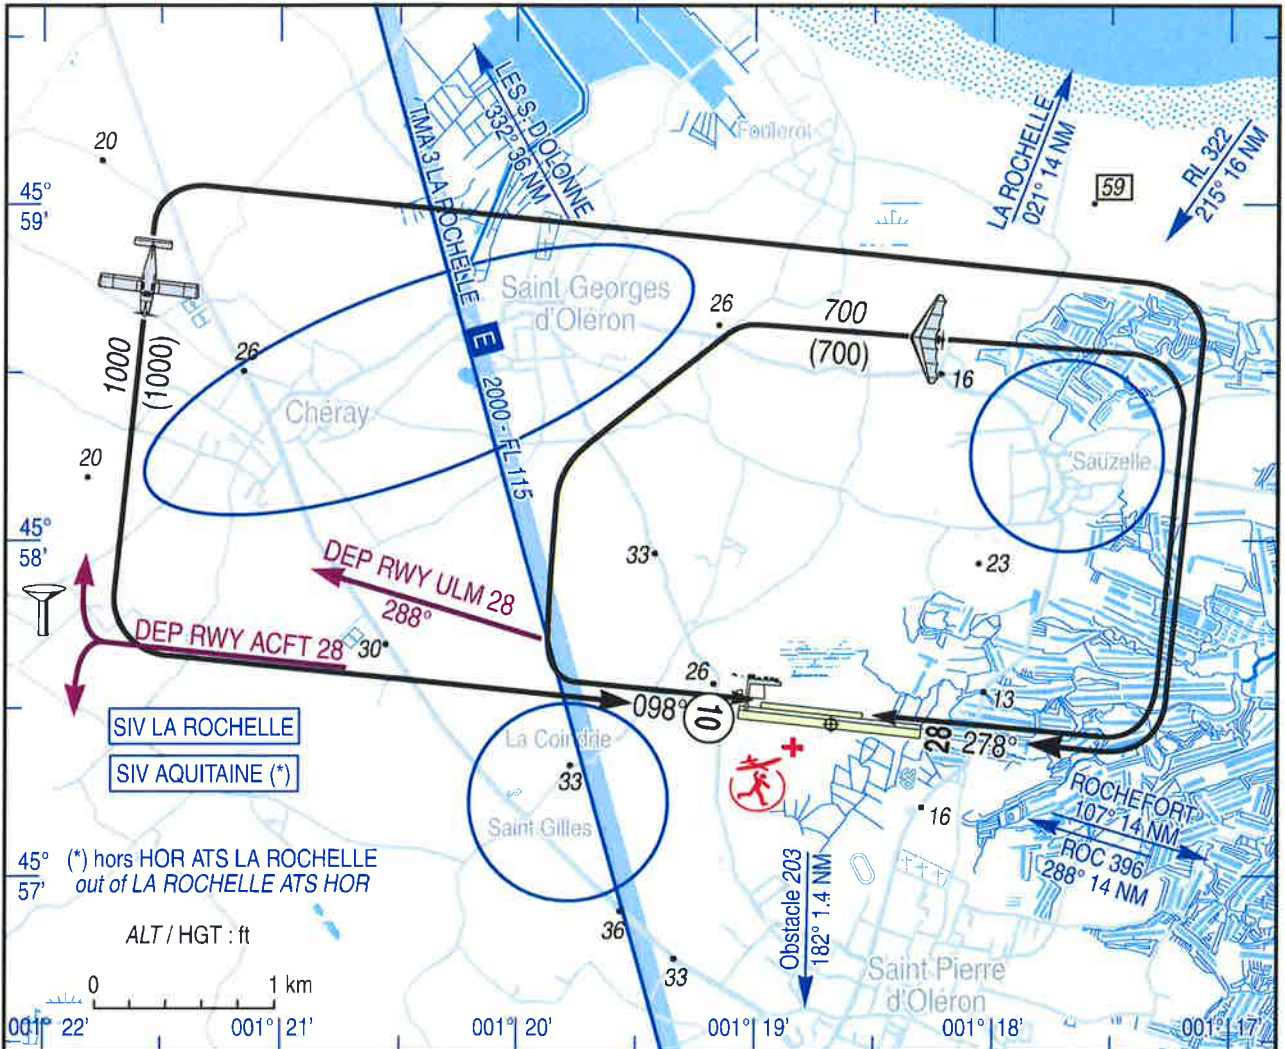 LES S. D'OLONNE
332° 36 NM
TMA 3 LA ROCHELLE
E
2000 - FL 115
Foulerot
LA ROCHELLE
021° 14 NM
RL 322
215° 16 NM
59
20
45°
59'
Saint Georges
d'Oléron
26
700
(700)
16
1000
(1000)
26
Chéray
Sauzelle
20
45°
58'
33
23
DEP RWY ULM 28
288°
DEP RWY ACFT 28
30
26
13
098°
10
28
278°
SIV LA ROCHELLE
SIV AQUITAINE (*)
La Coindrie
33
Saint Gilles
ROCHEFORT
107° 14 NM
ROC 396
288° 14 NM
16
45°
57'
(*) hors HOR ATS LA ROCHELLE
out of LA ROCHELLE ATS HOR
ALT / HGT : ft
Obstacle 203
182° 1.4 NM
36
33
Saint Pierre
d'Oléron
0 1 km
001° 22' 001° 21' 001° 20' 001° 19' 001° 18' 001° 17'